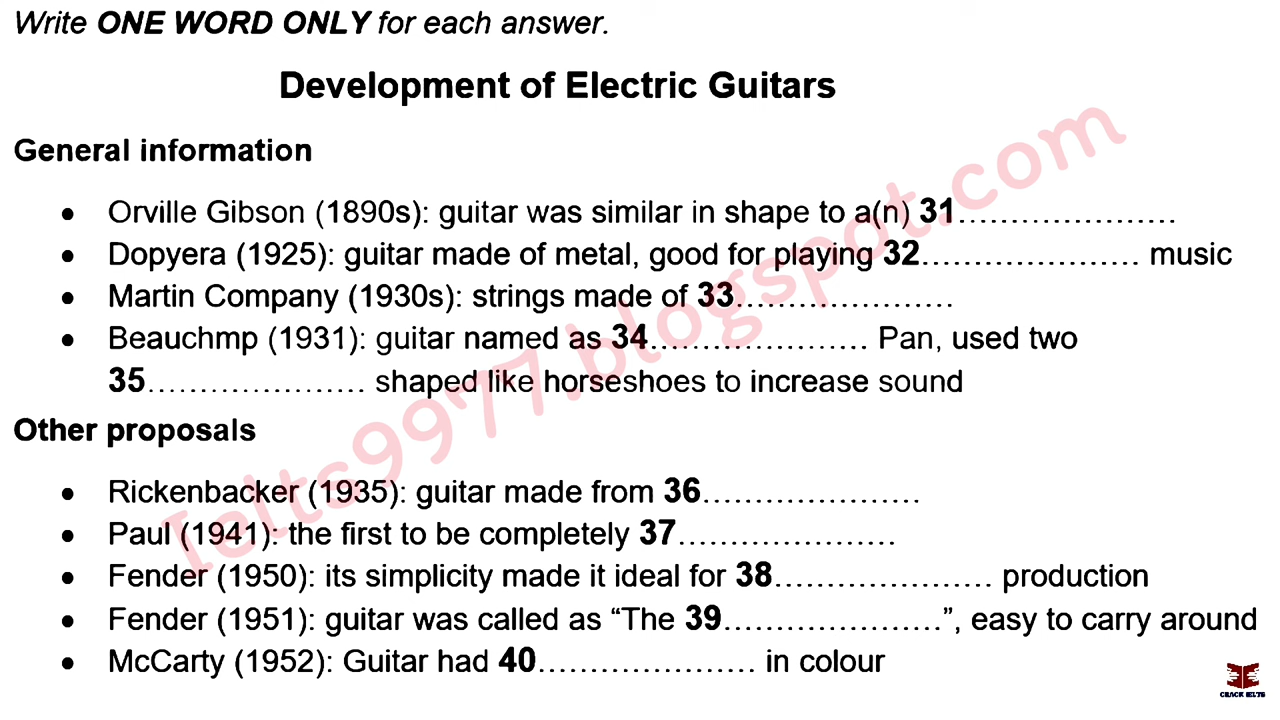 Write ONE WORD ONLY for each answer.
Development of Electric Guitars
General information
• Orville Gibson (1890s): guitar was similar in shape to a(n) 31.....................
• Dopyera (1925): guitar made of metal, good for playing 32..................... music
• Martin Company (1930s): strings made of 33.....................
• Beauchmp (1931): guitar named as 34..................... Pan, used two
35..................... shaped like horseshoes to increase sound
Other proposals
• Rickenbacker (1935): guitar made from 36.....................
• Paul (1941): the first to be completely 37.....................
• Fender (1950): its simplicity made it ideal for 38..................... production
• Fender (1951): guitar was called as “The 39.....................”, easy to carry around
• McCarty (1952): Guitar had 40..................... in colour
Ielts9977.blogspot.com
CRACK IELTS